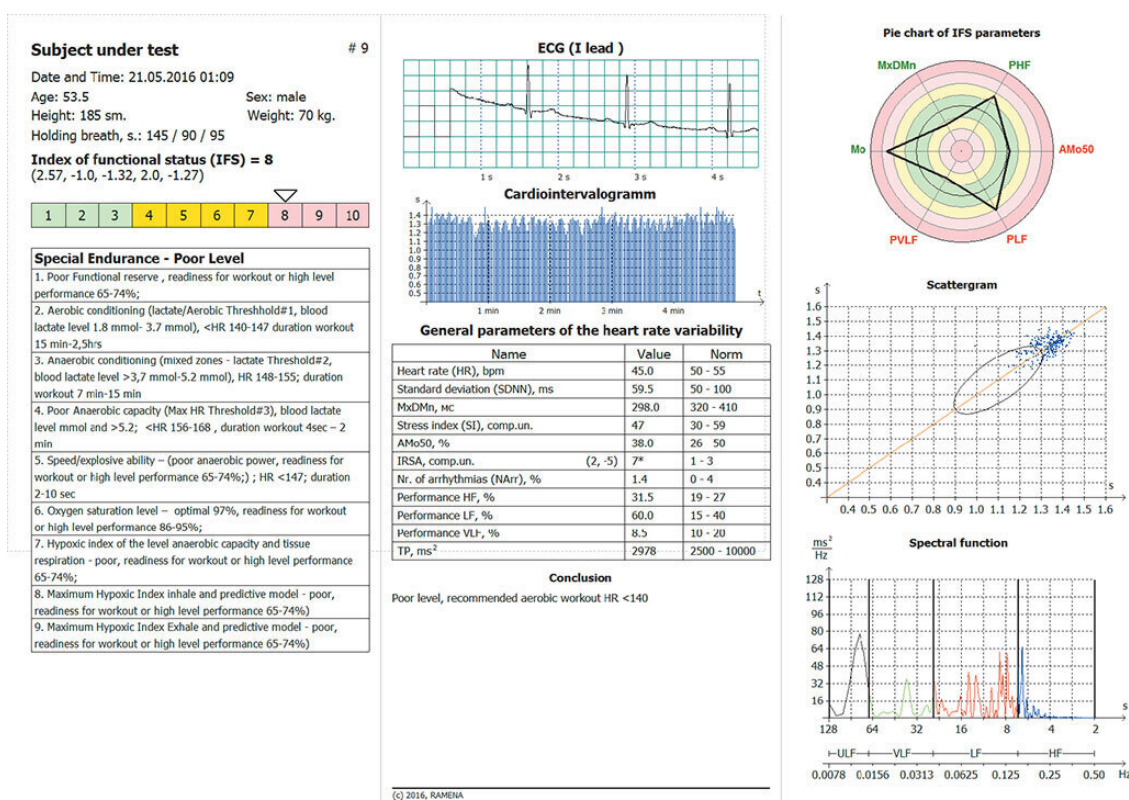 Subject under test # 9
Date and Time: 21.05.2016 01:09
Age: 53.5 Sex: male
Height: 185 sm. Weight: 70 kg.
Holding breath, s.: 145 / 90 / 95
Index of functional status (IFS) = 8
(2.57, -1.0, -1.32, 2.0, -1.27)
1 2 3 4 5 6 7 8 9 10
Special Endurance - Poor Level
1. Poor Functional reserve , readiness for workout or high level
performance 65-74%;
2. Aerobic conditioning (lactate/Aerobic Threshhold#1, blood
lactate level 1.8 mmol- 3.7 mmol), <HR 140-147 duration workout
15 min-2,5hrs
3. Anaerobic conditioning (mixed zones - lactate Threshold#2,
blood lactate level >3,7 mmol-5.2 mmol), HR 148-155; duration
workout 7 min-15 min
4. Poor Anaerobic capacity (Max HR Threshold#3), blood lactate
level mmol and >5.2; <HR 156-168 , duration workout 4sec – 2
min
5. Speed/explosive ability – (poor anaerobic power, readiness for
workout or high level performance 65-74%;) ; HR <147; duration
2-10 sec
6. Oxygen saturation level – optimal 97%, readiness for workout
or high level performance 86-95%;
7. Hypoxic index of the level anaerobic capacity and tissue
respiration - poor, readiness for workout or high level performance
65-74%;
8. Maximum Hypoxic Index inhale and predictive model - poor,
readiness for workout or high level performance 65-74%)
9. Maximum Hypoxic Index Exhale and predictive model - poor,
readiness for workout or high level performance 65-74%)
ECG (I lead )
1 s 2 s 3 s 4 s
Cardiointervalogramm
s
1.4
1.3
1.2
1.1
1.0
0.9
0.8
0.7
0.6
0.5
t
1 min 2 min 3 min 4 min
General parameters of the heart rate variability
Name Value Norm
Heart rate (HR), bpm 45.0 50 - 55
Standard deviation (SDNN), ms 59.5 50 - 100
MxDMn, мс 298.0 320 - 410
Stress index (SI), comp.un. 47 30 - 59
AMo50, % 38.0 26 50
IRSA, comp.un. (2, -5) 7* 1 - 3
Nr. of arrhythmias (NArr), % 1.4 0 - 4
Performance HF, % 31.5 19 - 27
Performance LF, % 60.0 15 - 40
Performance VLF, % 8.5 10 - 20
TP, ms² 2978 2500 - 10000
Conclusion
Poor level, recommended aerobic workout HR <140
(c) 2016, RAMENA
Pie chart of IFS parameters
MxDMn PHF
Mo AMo50
PVLF PLF
Scattergram
s
1.6
1.5
1.4
1.3
1.2
1.1
1.0
0.9
0.8
0.7
0.6
0.5
0.4
s
0.4 0.5 0.6 0.7 0.8 0.9 1.0 1.1 1.2 1.3 1.4 1.5 1.6
Spectral function
ms²
Hz
128
112
96
80
64
48
32
16
s
128 64 32 16 8 4 2
ULF VLF LF HF
0.0078 0.0156 0.0313 0.0625 0.125 0.25 0.50 Hz